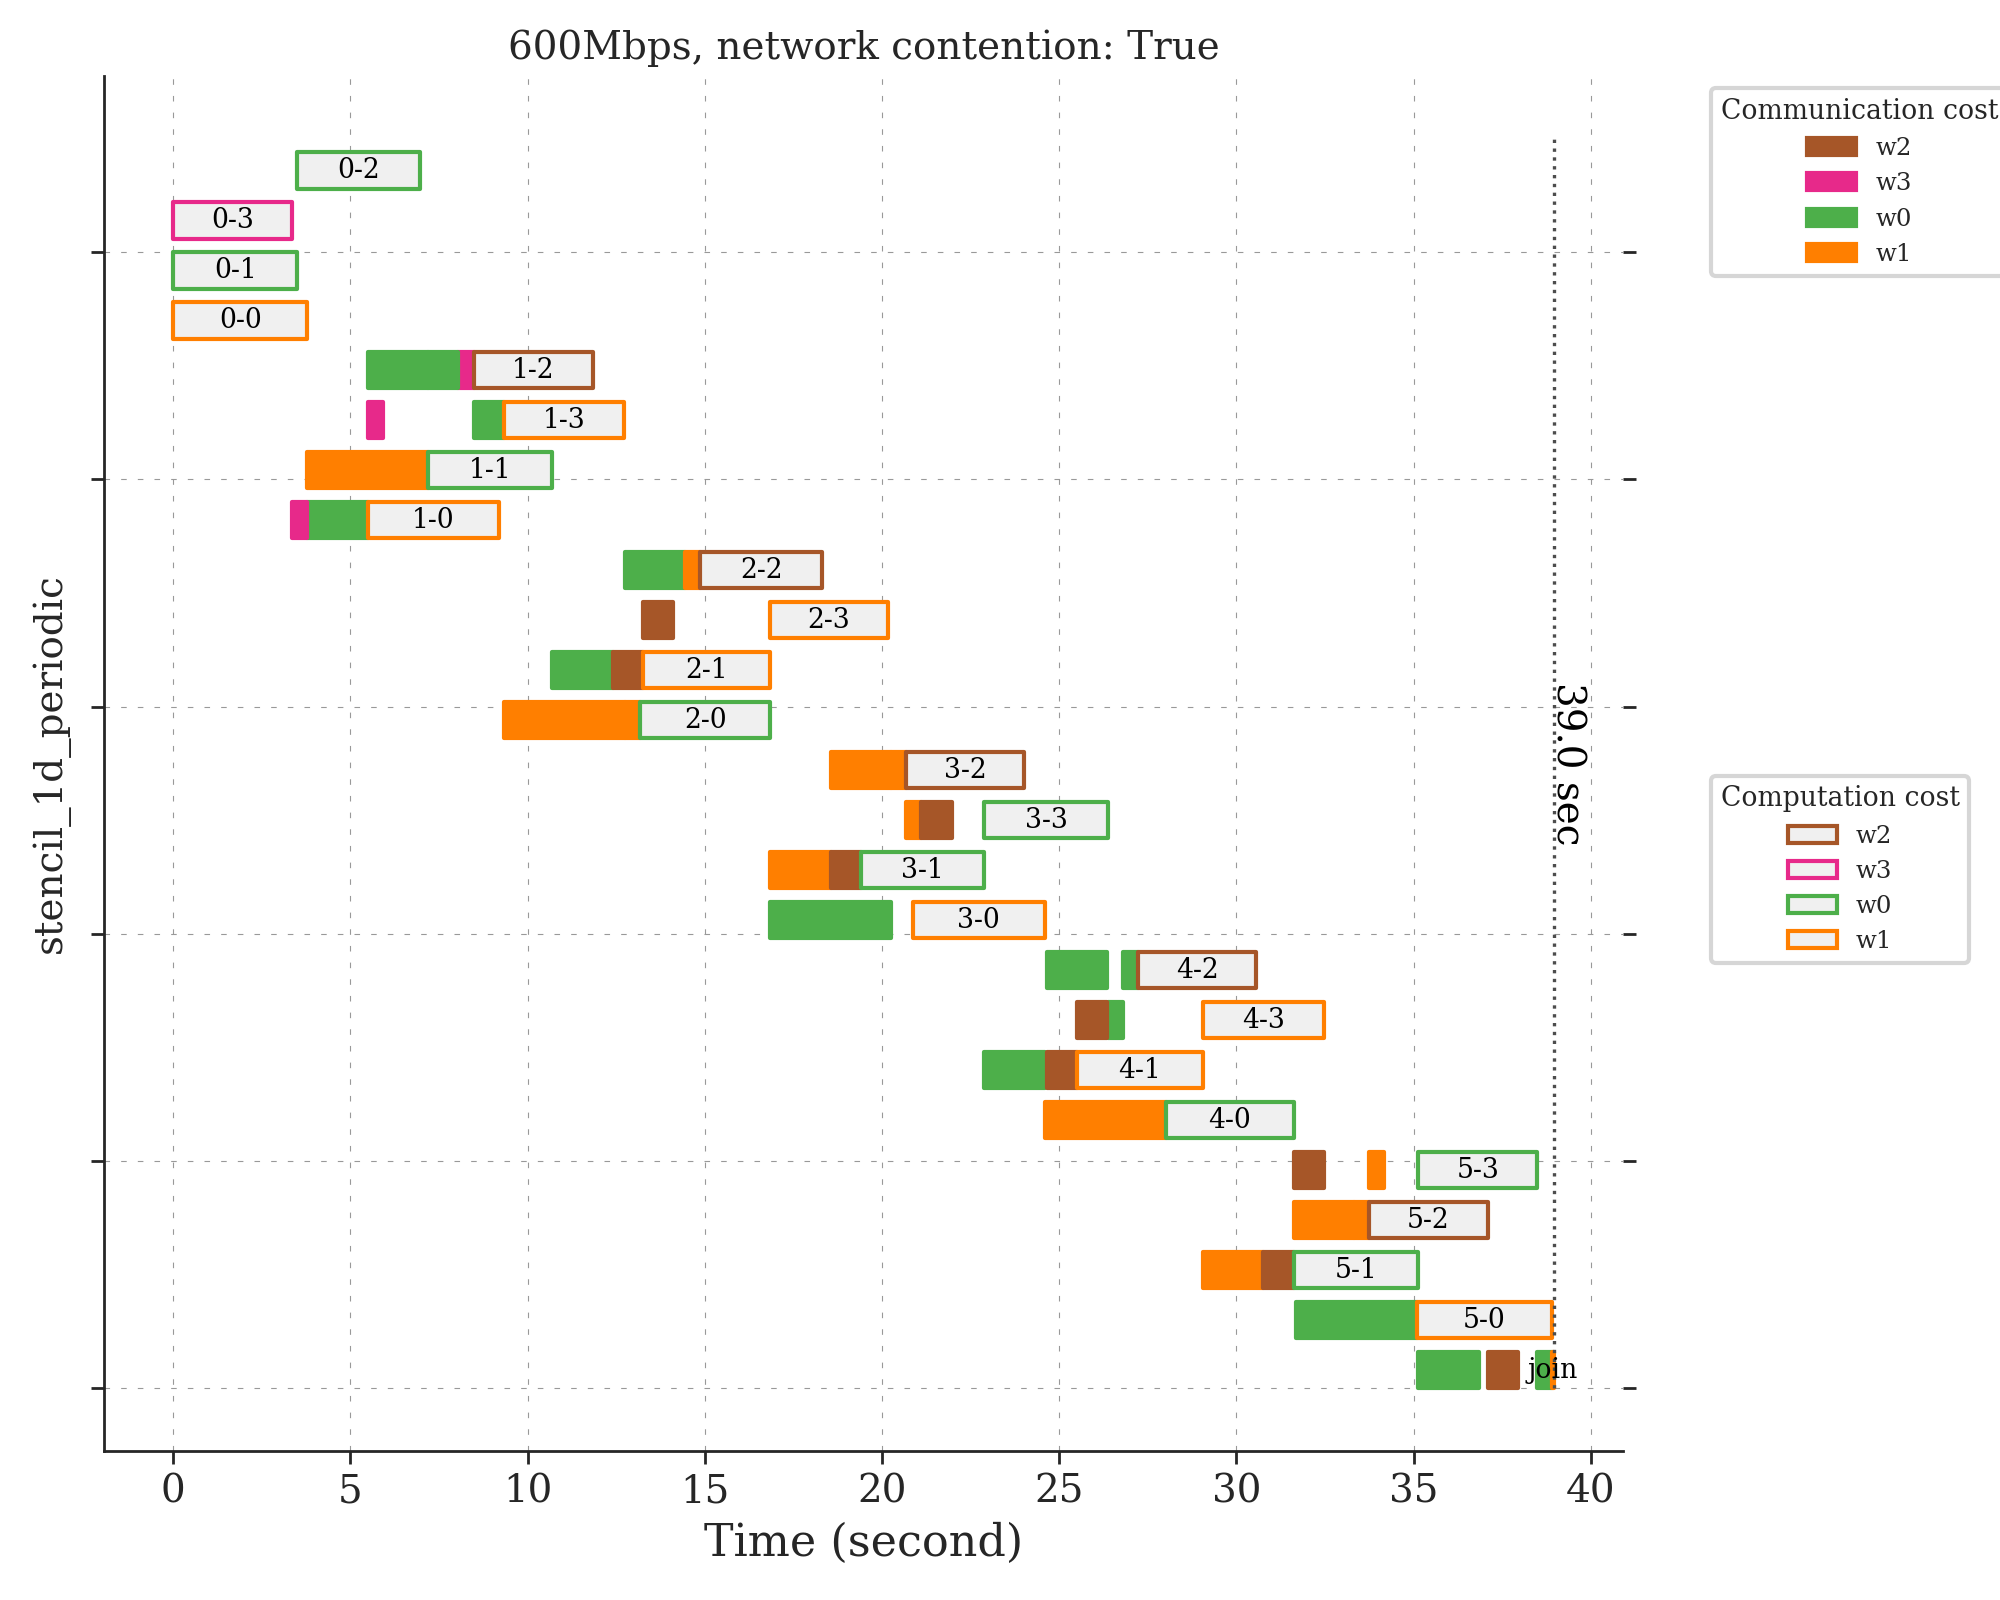 600Mbps, network contention: True
Communication cost
w2
w3
w0
w1
0-2
0-3
0-1
0-0
1-2
1-3
1-1
1-0
2-2
2-3
2-1
2-0
3-2
3-3
3-1
3-0
4-2
4-3
4-1
4-0
5-3
5-2
5-1
5-0
join
39.0 sec
Computation cost
w2
w3
w0
w1
stencil_1d_periodic
0 5 10 15 20 25 30 35 40
Time (second)